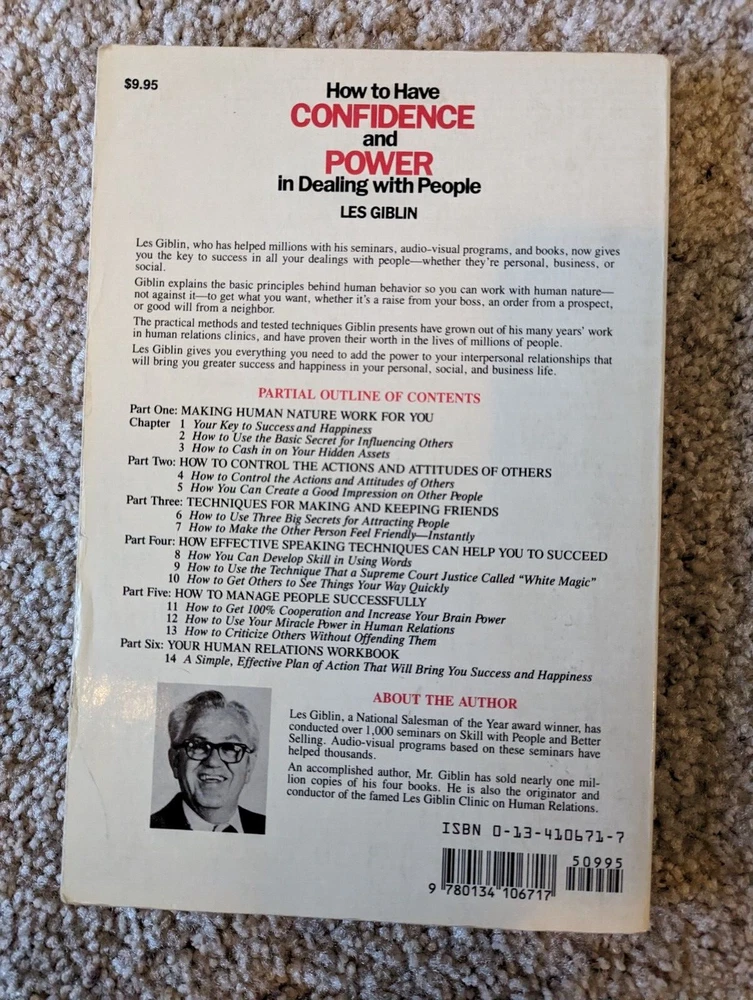 $9.95
How to Have
CONFIDENCE
and
POWER
in Dealing with People
LES GIBLIN
Les Giblin, who has helped millions with his seminars, audio-visual programs, and books, now gives
you the key to success in all your dealings with people—whether they're personal, business, or
social.
Giblin explains the basic principles behind human behavior so you can work with human nature—
not against it—to get what you want, whether it's a raise from your boss, an order from a prospect,
or good will from a neighbor.
The practical methods and tested techniques Giblin presents have grown out of his many years' work
in human relations clinics, and have proven their worth in the lives of millions of people.
Les Giblin gives you everything you need to add the power to your interpersonal relationships that
will bring you greater success and happiness in your personal, social, and business life.
PARTIAL OUTLINE OF CONTENTS
Part One: MAKING HUMAN NATURE WORK FOR YOU
Chapter 1 Your Key to Success and Happiness
2 How to Use the Basic Secret for Influencing Others
3 How to Cash in on Your Hidden Assets
Part Two: HOW TO CONTROL THE ACTIONS AND ATTITUDES OF OTHERS
4 How to Control the Actions and Attitudes of Others
5 How You Can Create a Good Impression on Other People
Part Three: TECHNIQUES FOR MAKING AND KEEPING FRIENDS
6 How to Use Three Big Secrets for Attracting People
7 How to Make the Other Person Feel Friendly—Instantly
Part Four: HOW EFFECTIVE SPEAKING TECHNIQUES CAN HELP YOU TO SUCCEED
8 How You Can Develop Skill in Using Words
9 How to Use the Technique That a Supreme Court Justice Called "White Magic"
10 How to Get Others to See Things Your Way Quickly
Part Five: HOW TO MANAGE PEOPLE SUCCESSFULLY
11 How to Get 100% Cooperation and Increase Your Brain Power
12 How to Use Your Miracle Power in Human Relations
13 How to Criticize Others Without Offending Them
Part Six: YOUR HUMAN RELATIONS WORKBOOK
14 A Simple, Effective Plan of Action That Will Bring You Success and Happiness
ABOUT THE AUTHOR
Les Giblin, a National Salesman of the Year award winner, has
conducted over 1,000 seminars on Skill with People and Better
Selling. Audio-visual programs based on these seminars have
helped thousands.
An accomplished author, Mr. Giblin has sold nearly one mil-
lion copies of his four books. He is also the originator and
conductor of the famed Les Giblin Clinic on Human Relations.
ISBN 0-13-410671-7
50995
9 780134 106717